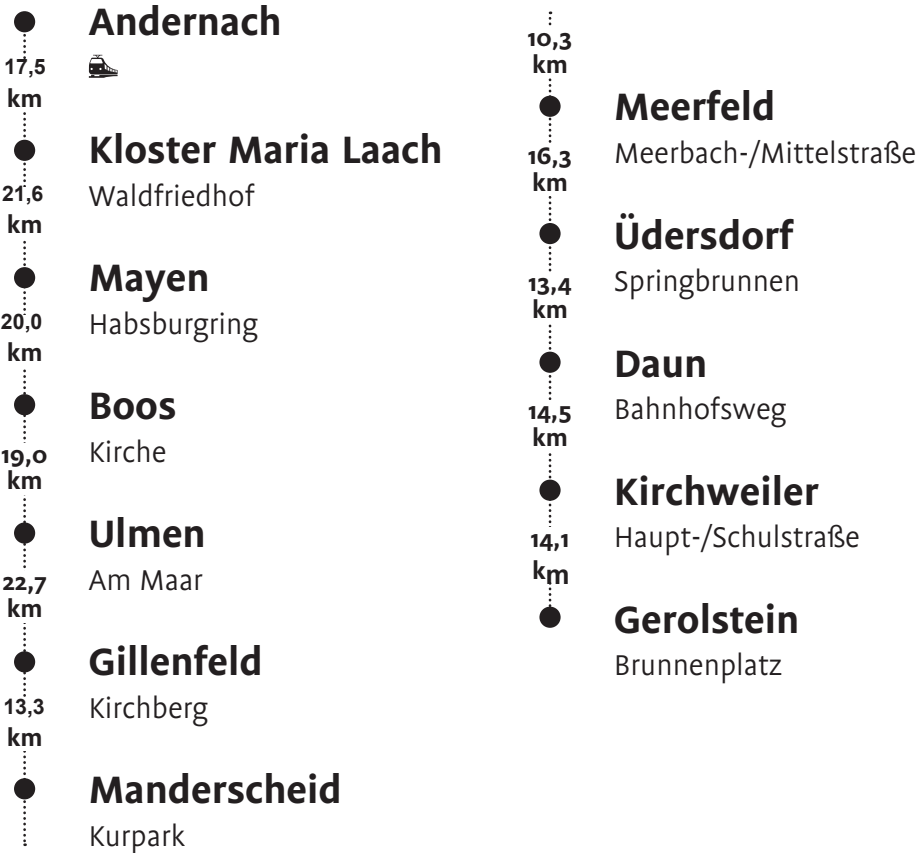 Andernach
17,5
km
Kloster Maria Laach
Waldfriedhof
21,6
km
Mayen
Habsburgring
20,0
km
Boos
Kirche
19,0
km
Ulmen
Am Maar
22,7
km
Gillenfeld
Kirchberg
13,3
km
Manderscheid
Kurpark
10,3
km
Meerfeld
Meerbach-/Mittelstraße
16,3
km
Üdersdorf
Springbrunnen
13,4
km
Daun
Bahnhofsweg
14,5
km
Kirchweiler
Haupt-/Schulstraße
14,1
km
Gerolstein
Brunnenplatz